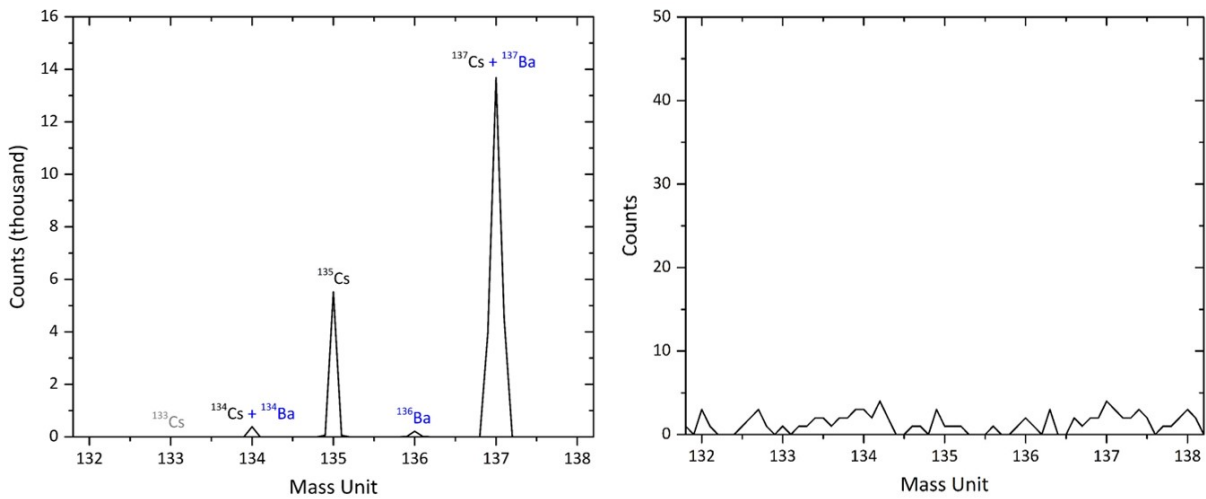 16
14
12
10
8
6
4
2
0
Counts (thousand)
¹³³Cs
¹³⁴Cs + ¹³⁴Ba
¹³⁵Cs
¹³⁶Ba
¹³⁷Cs + ¹³⁷Ba
132 133 134 135 136 137 138
Mass Unit
50
40
30
20
10
0
Counts
132 133 134 135 136 137 138
Mass Unit